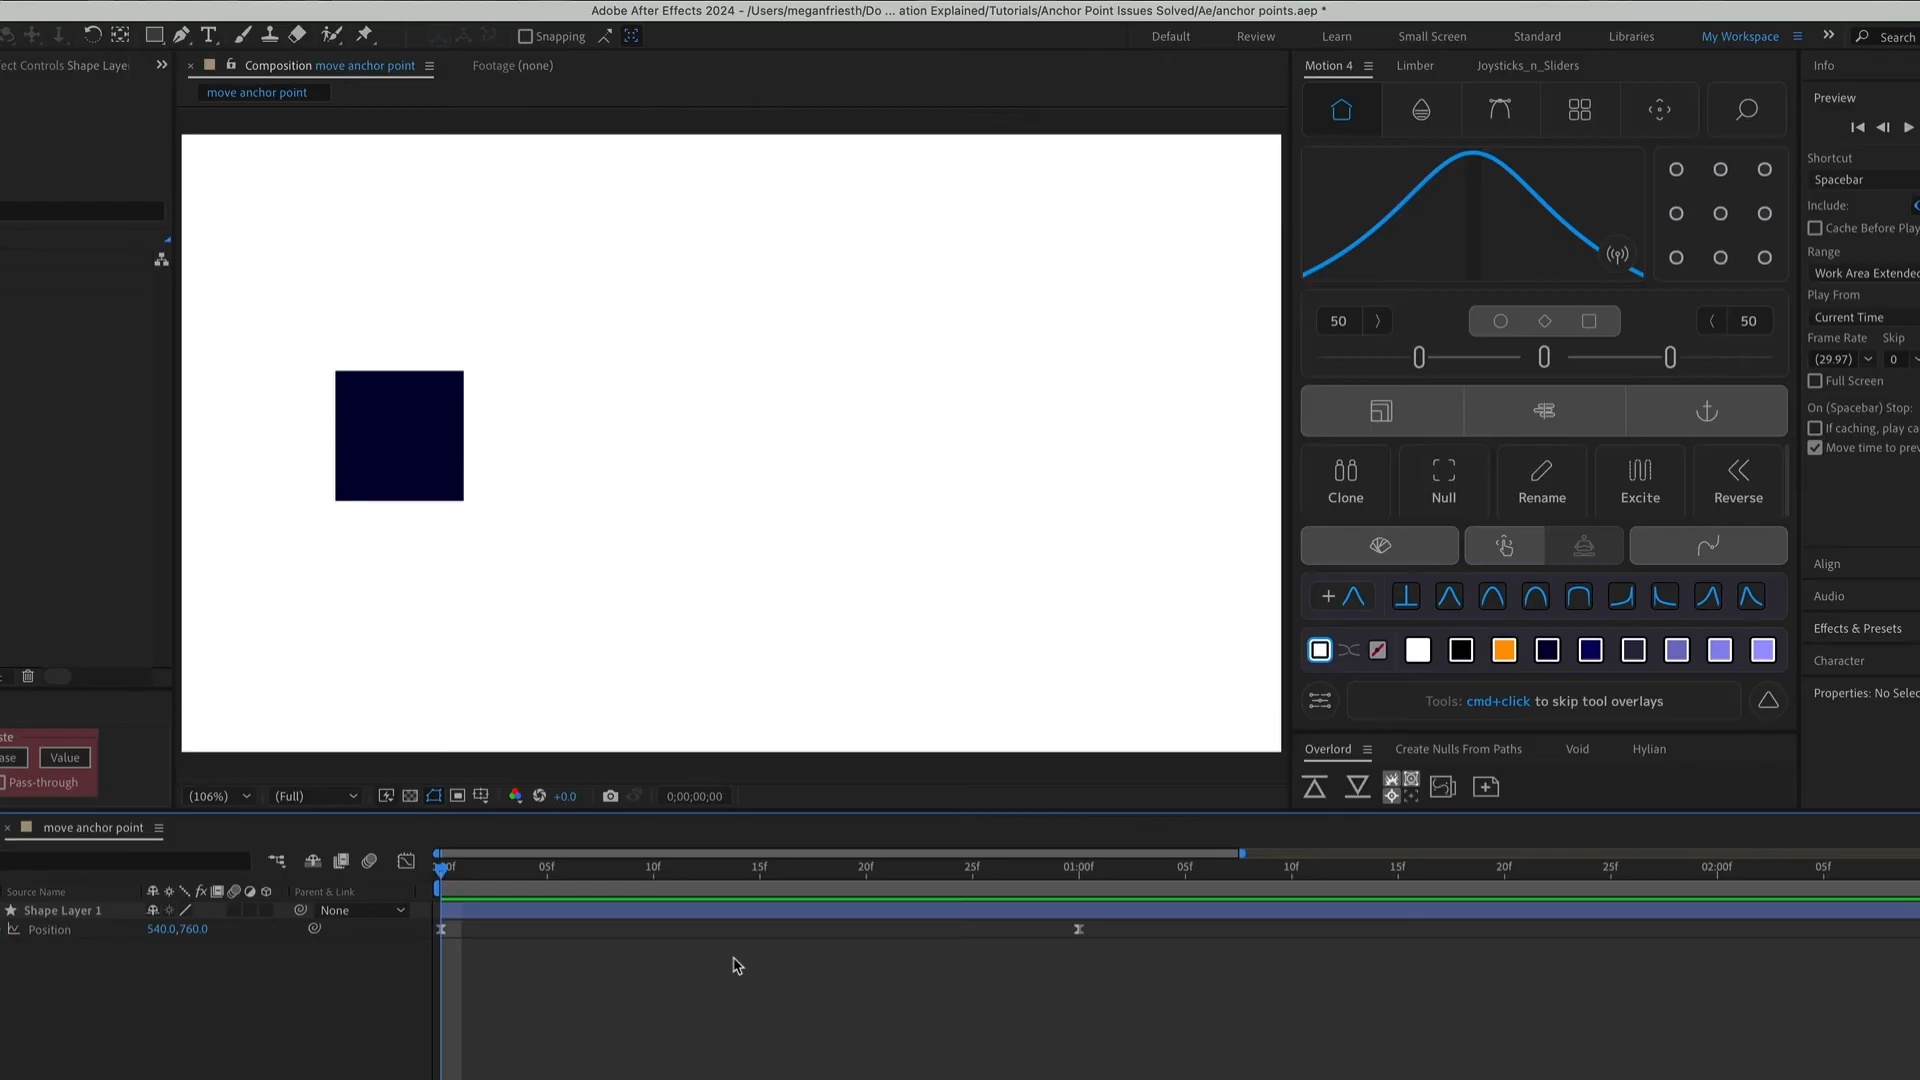 Adobe After Effects 2024 - /Users/meganfriesth/Do ... ation Explained/Tutorials/Anchor Point Issues Solved/Ae/anchor points.aep *
Snapping
Default
Review
Learn
Small Screen
Standard
Libraries
My Workspace
Search
ect Controls Shape Laye
Composition move anchor point
Footage (none)
move anchor point
Motion 4
Limber
Joysticks_n_Sliders
Info
Preview
Shortcut
Spacebar
Include:
Cache Before Play
Range
Work Area Extended
Play From
Current Time
Frame Rate Skip
(29.97) 0
Full Screen
On (Spacebar) Stop:
If caching, play ca
Move time to prev
50
50
Clone
Null
Rename
Excite
Reverse
Align
Audio
Effects & Presets
Character
Properties: No Selec
Tools: cmd+click to skip tool overlays
Overlord
Create Nulls From Paths
Void
Hylian
ste
ase
Value
Pass-through
(106%)
(Full)
+0.0
0;00;00;00
move anchor point
05f 10f 15f 20f 25f 01:00f 05f 10f 15f 20f 25f 02:00f 05f
Source Name
fx
Parent & Link
Shape Layer 1
None
Position
540.0,760.0